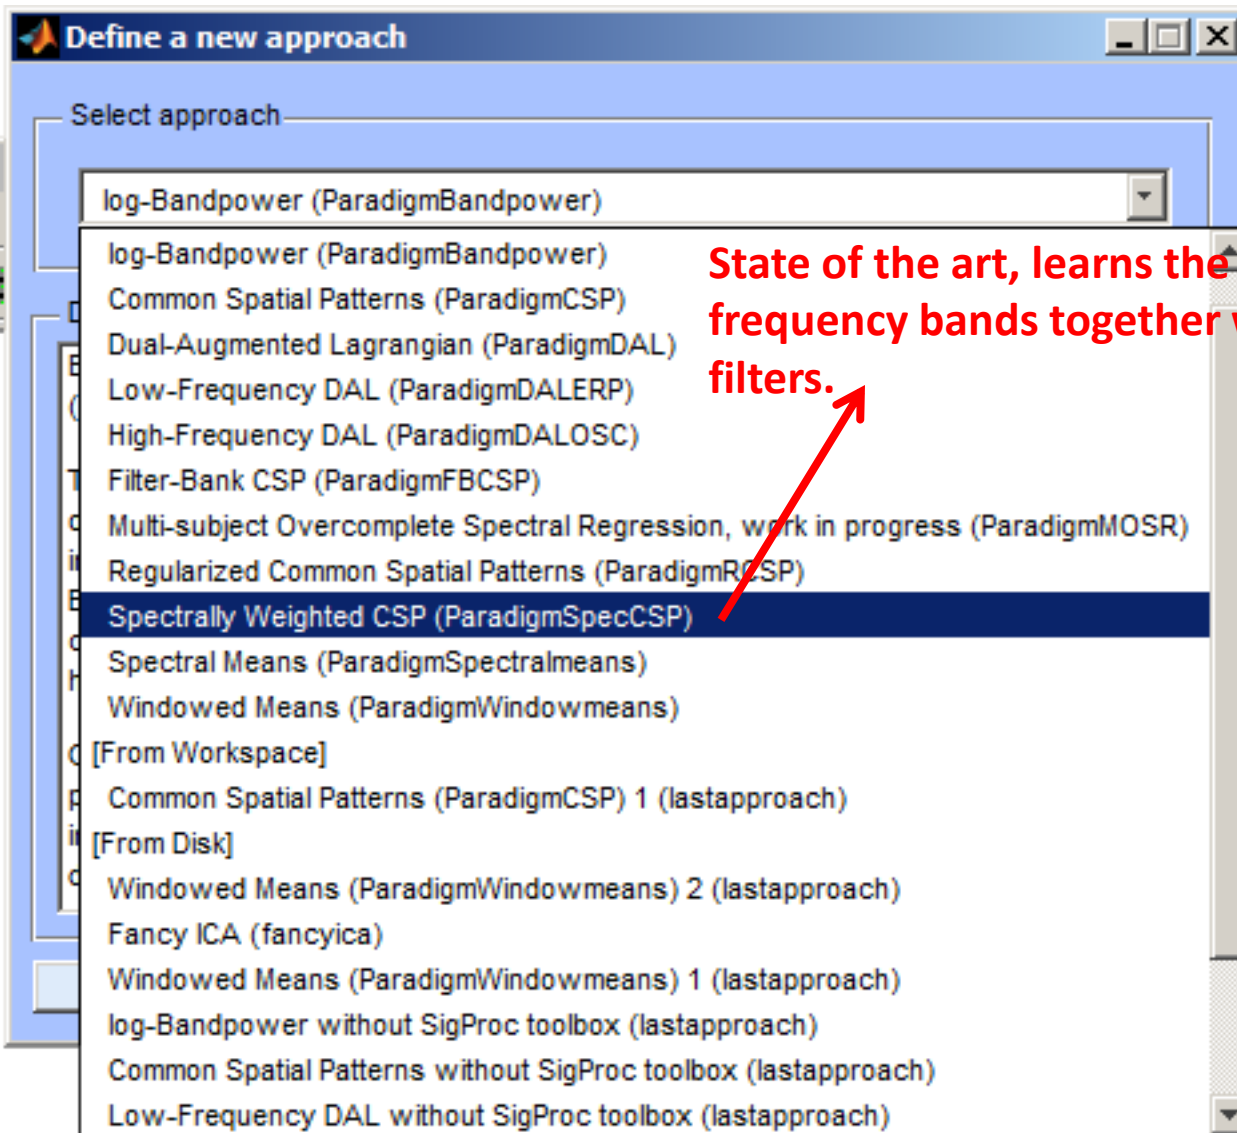 Define a new approach
Select approach
log-Bandpower (ParadigmBandpower)
log-Bandpower (ParadigmBandpower)
Common Spatial Patterns (ParadigmCSP)
Dual-Augmented Lagrangian (ParadigmDAL)
Low-Frequency DAL (ParadigmDALERP)
High-Frequency DAL (ParadigmDALOSC)
Filter-Bank CSP (ParadigmFBCSP)
Multi-subject Overcomplete Spectral Regression, work in progress (ParadigmMOSR)
Regularized Common Spatial Patterns (ParadigmRCSP)
Spectrally Weighted CSP (ParadigmSpecCSP)
Spectral Means (ParadigmSpectralmeans)
Windowed Means (ParadigmWindowmeans)
[From Workspace]
Common Spatial Patterns (ParadigmCSP) 1 (lastapproach)
[From Disk]
Windowed Means (ParadigmWindowmeans) 2 (lastapproach)
Fancy ICA (fancyica)
Windowed Means (ParadigmWindowmeans) 1 (lastapproach)
log-Bandpower without SigProc toolbox (lastapproach)
Common Spatial Patterns without SigProc toolbox (lastapproach)
Low-Frequency DAL without SigProc toolbox (lastapproach)
State of the art, learns the
frequency bands together
filters.